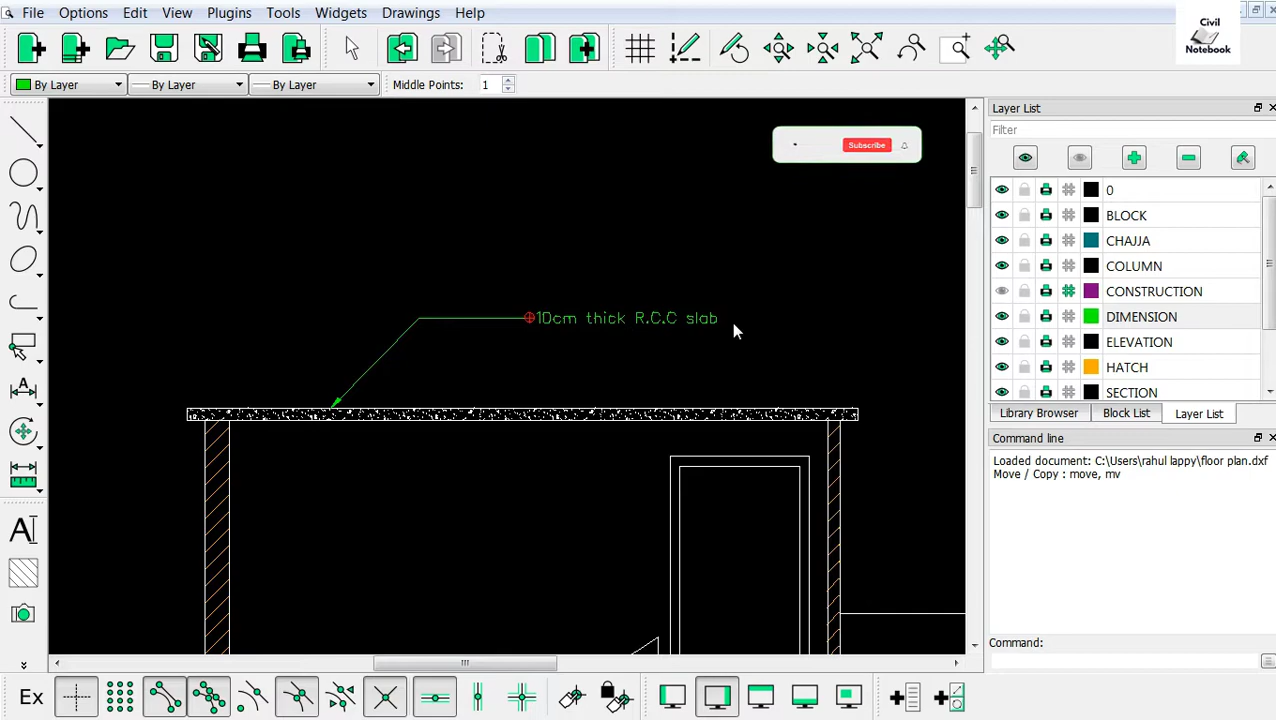 File Options Edit View Plugins Tools Widgets Drawings Help
Civil
Notebook
By Layer By Layer By Layer Middle Points: 1
Layer List
Filter
Subscribe
0
BLOCK
CHAJJA
COLUMN
CONSTRUCTION
DIMENSION
ELEVATION
HATCH
SECTION
10cm thick R.C.C slab
Library Browser Block List Layer List
Command line
Loaded document: C:\Users\rahul lappy\floor plan.dxf
Move / Copy : move, mv
A
A
Command:
Ex